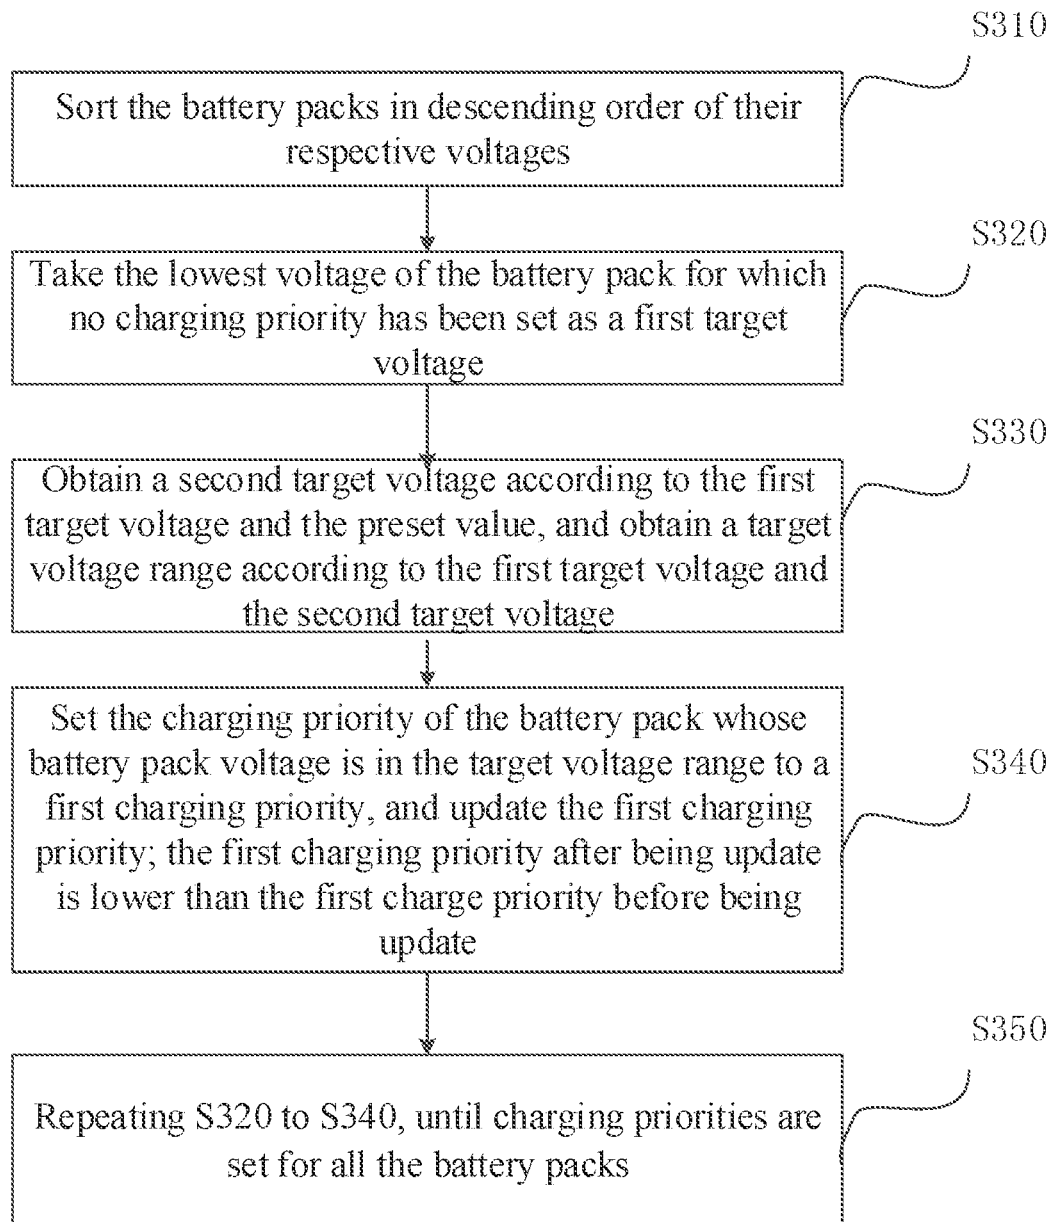 S310
Sort the battery packs in descending order of their
respective voltages
S320
Take the lowest voltage of the battery pack for which
no charging priority has been set as a first target
voltage
S330
Obtain a second target voltage according to the first
target voltage and the preset value, and obtain a target
voltage range according to the first target voltage and
the second target voltage
S340
Set the charging priority of the battery pack whose
battery pack voltage is in the target voltage range to a
first charging priority, and update the first charging
priority; the first charging priority after being update
is lower than the first charge priority before being
update
S350
Repeating S320 to S340, until charging priorities are
set for all the battery packs